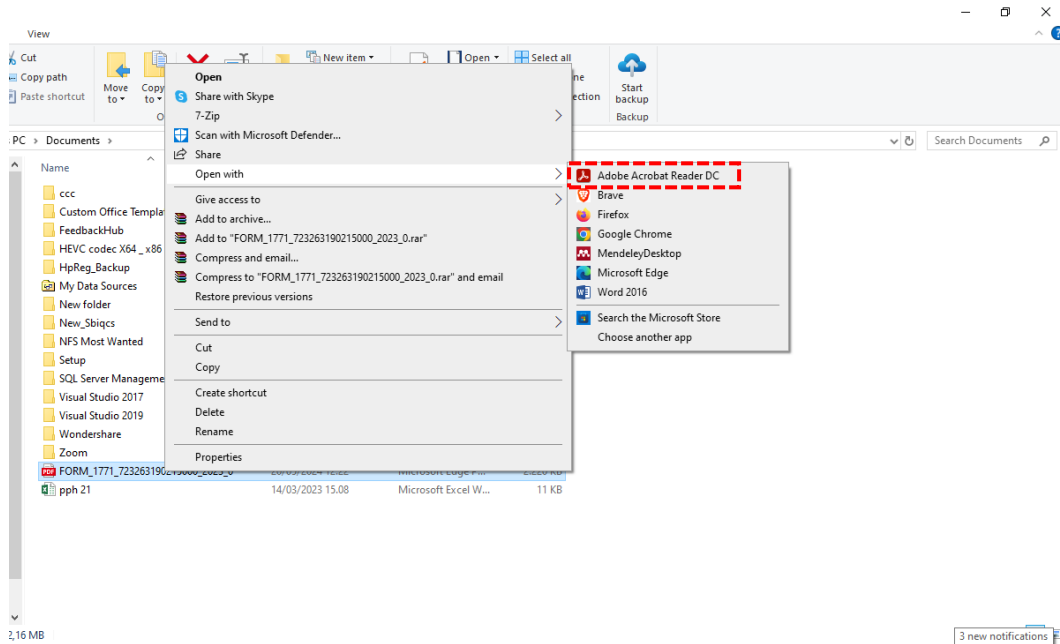 View
Cut
Copy path
Paste shortcut
Move to
Copy to
New item
Open
Select all
Start backup
Backup
PC > Documents >
Search Documents
Name
ccc
Custom Office Templa
FeedbackHub
HEVC codec X64 _ x86
HpReg_Backup
My Data Sources
New folder
New_Sbiqcs
NFS Most Wanted
Setup
SQL Server Manageme
Visual Studio 2017
Visual Studio 2019
Wondershare
Zoom
FORM_1771_723263190215000_2023_0
pph 21 14/03/2023 15.08 Microsoft Excel W... 11 KB
Open
Share with Skype
7-Zip
Scan with Microsoft Defender...
Share
Open with
Give access to
Add to archive...
Add to "FORM_1771_723263190215000_2023_0.rar"
Compress and email...
Compress to "FORM_1771_723263190215000_2023_0.rar" and email
Restore previous versions
Send to
Cut
Copy
Create shortcut
Delete
Rename
Properties
Adobe Acrobat Reader DC
Brave
Firefox
Google Chrome
MendeleyDesktop
Microsoft Edge
Word 2016
Search the Microsoft Store
Choose another app
2,16 MB
3 new notifications